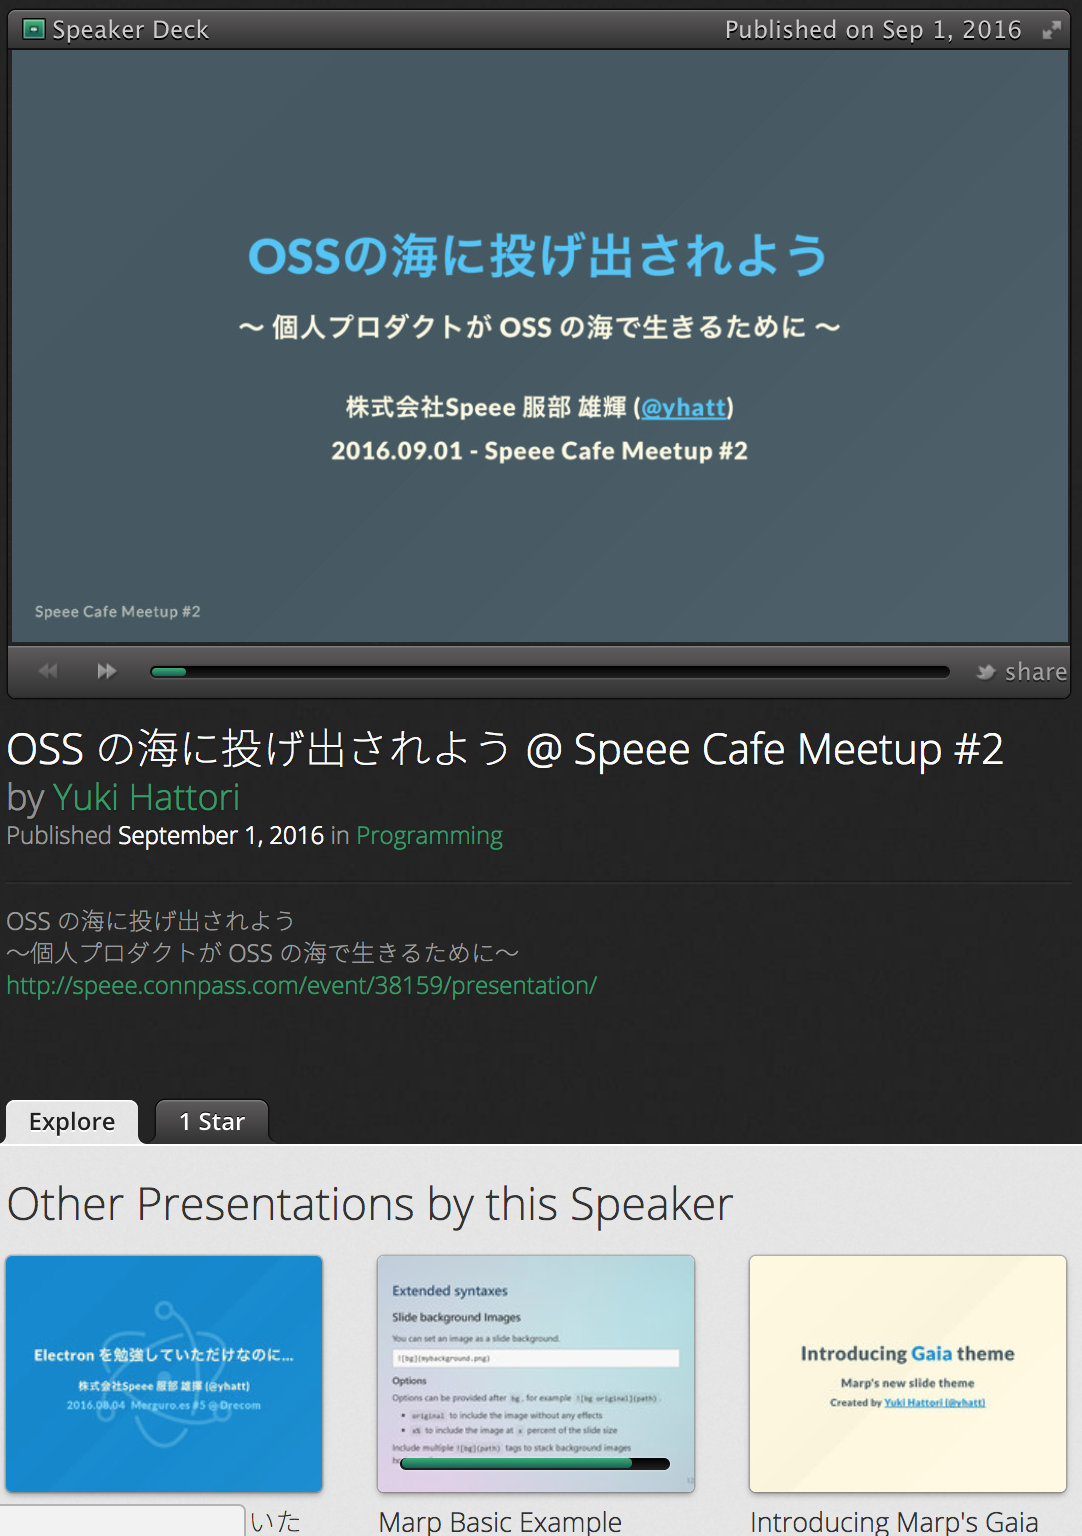 Speaker Deck
Published on Sep 1, 2016
OSSの海に投げ出されよう
〜 個人プロダクトが OSS の海で生きるために 〜
株式会社Speee 服部 雄輝 (@yhatt)
2016.09.01 - Speee Cafe Meetup #2
Speee Cafe Meetup #2
share
OSS の海に投げ出されよう @ Speee Cafe Meetup #2
by Yuki Hattori
Published September 1, 2016 in Programming
OSS の海に投げ出されよう
〜個人プロダクトが OSS の海で生きるために〜
http://speee.connpass.com/event/38159/presentation/
Explore
1 Star
Other Presentations by this Speaker
Electron を勉強していただけなのに...
株式会社Speee 服部 雄輝 (@yhatt)
2016.08.04 Merguro.es #5 @ Drecom
Extended syntaxes
Slide background Images
You can set an image as a slide background.
![bg](mybackground.png)
Options
Options can be provided after bg, for example ![bg original](path).
• original to include the image without any effects
• x% to include the image at x percent of the slide size
Include multiple ![bg](path) tags to stack background images
12
Introducing Gaia theme
Marp's new slide theme
Created by Yuki Hattori (@yhatt)
いた
Marp Basic Example
Introducing Marp's Gaia